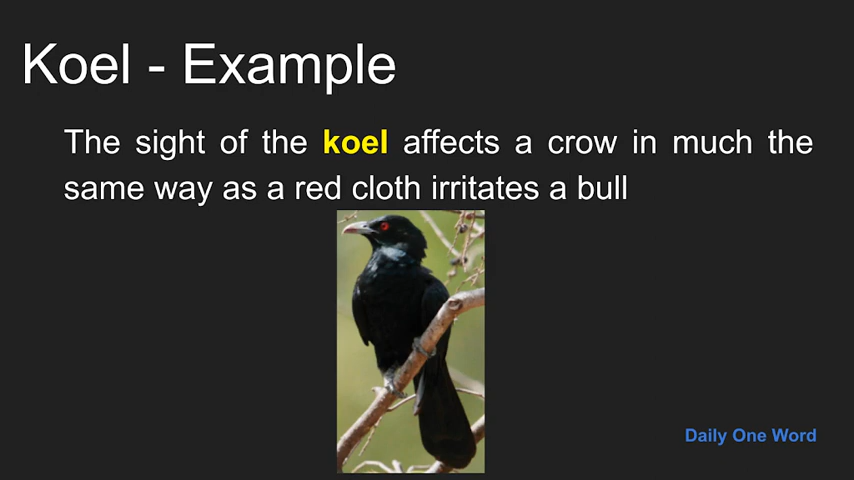 Koel - Example
The sight of the koel affects a crow in much the
same way as a red cloth irritates a bull
Daily One Word